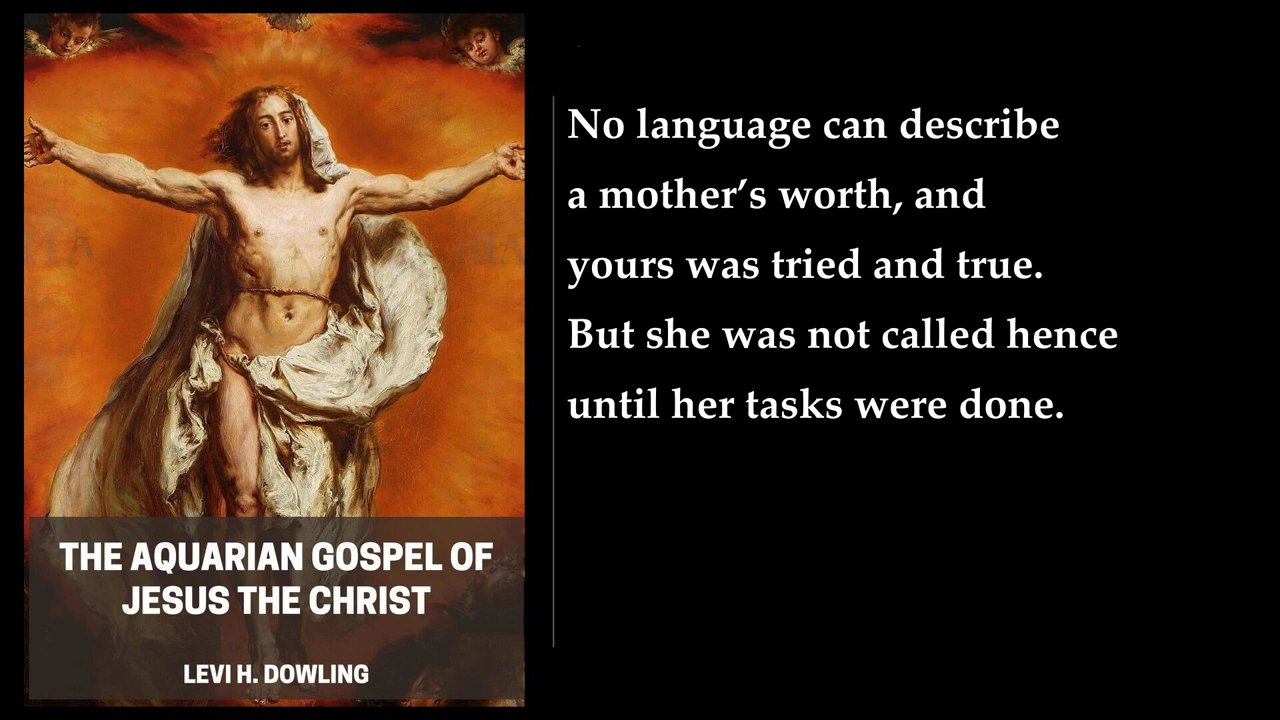 THE AQUARIAN GOSPEL OF
JESUS THE CHRIST
LEVI H. DOWLING
No language can describe
a mother’s worth, and
yours was tried and true.
But she was not called hence
until her tasks were done.